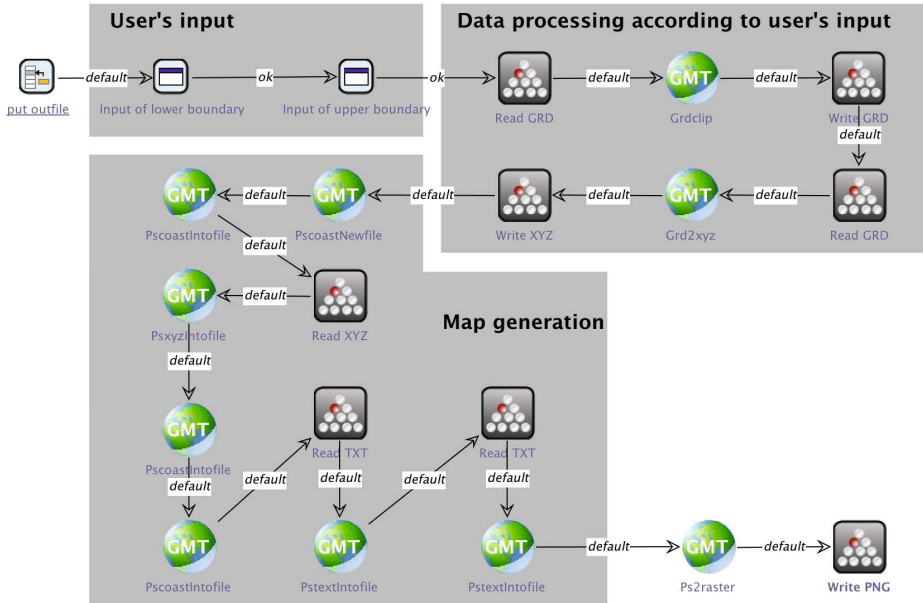 User's input
Data processing according to user's input
default
ok
ok
default
default
put outfile
Input of lower boundary
Input of upper boundary
Read GRD
GMT
Grdclip
Write GRD
default
GMT
default
GMT
default
default
GMT
default
PscoastIntofile
PscoastNewfile
Write XYZ
Grd2xyz
Read GRD
default
GMT
default
PsxyzIntofile
Read XYZ
Map generation
default
GMT
PscoastIntofile
Read TXT
Read TXT
default
default
default
default
default
GMT
GMT
GMT
default
GMT
default
PscoastIntofile
PstextIntofile
PstextIntofile
Ps2raster
Write PNG